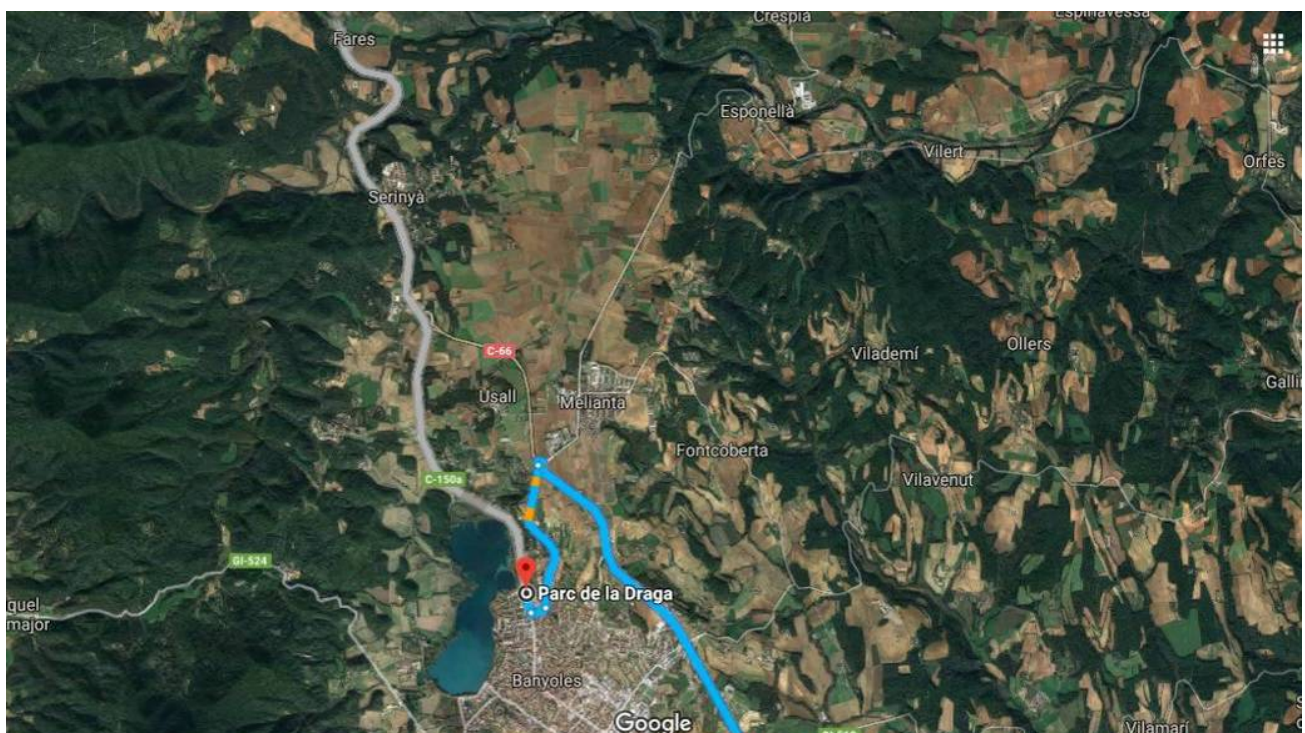 Crespià
Espinavessa
Fares
Esponellà
Vilert
Orfes
Serinyà
C-66
Vilademí
Ollers
Usall
Melianta
Fontcoberta
C-150a
Vilavenut
GI-524
Parc de la Draga
quel
major
Banyoles
Google
Vilamarí